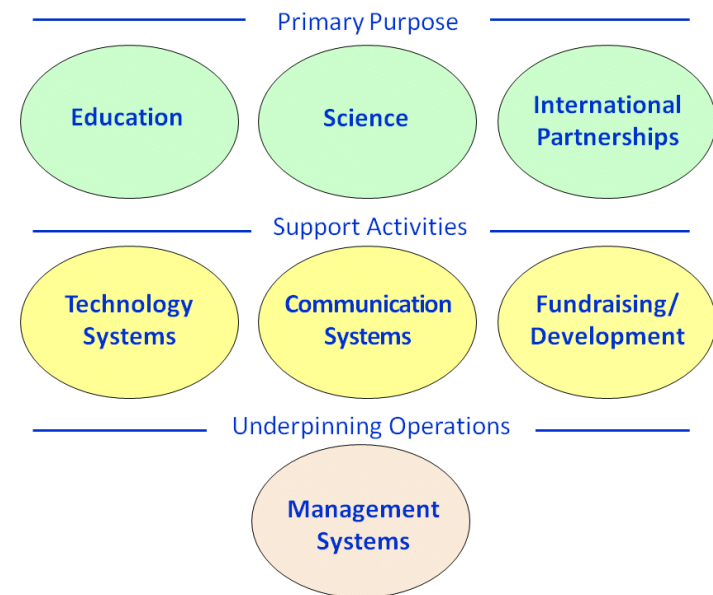 Primary Purpose
Education
Science
International
Partnerships
Support Activities
Technology
Systems
Communication
Systems
Fundraising/
Development
Underpinning Operations
Management
Systems